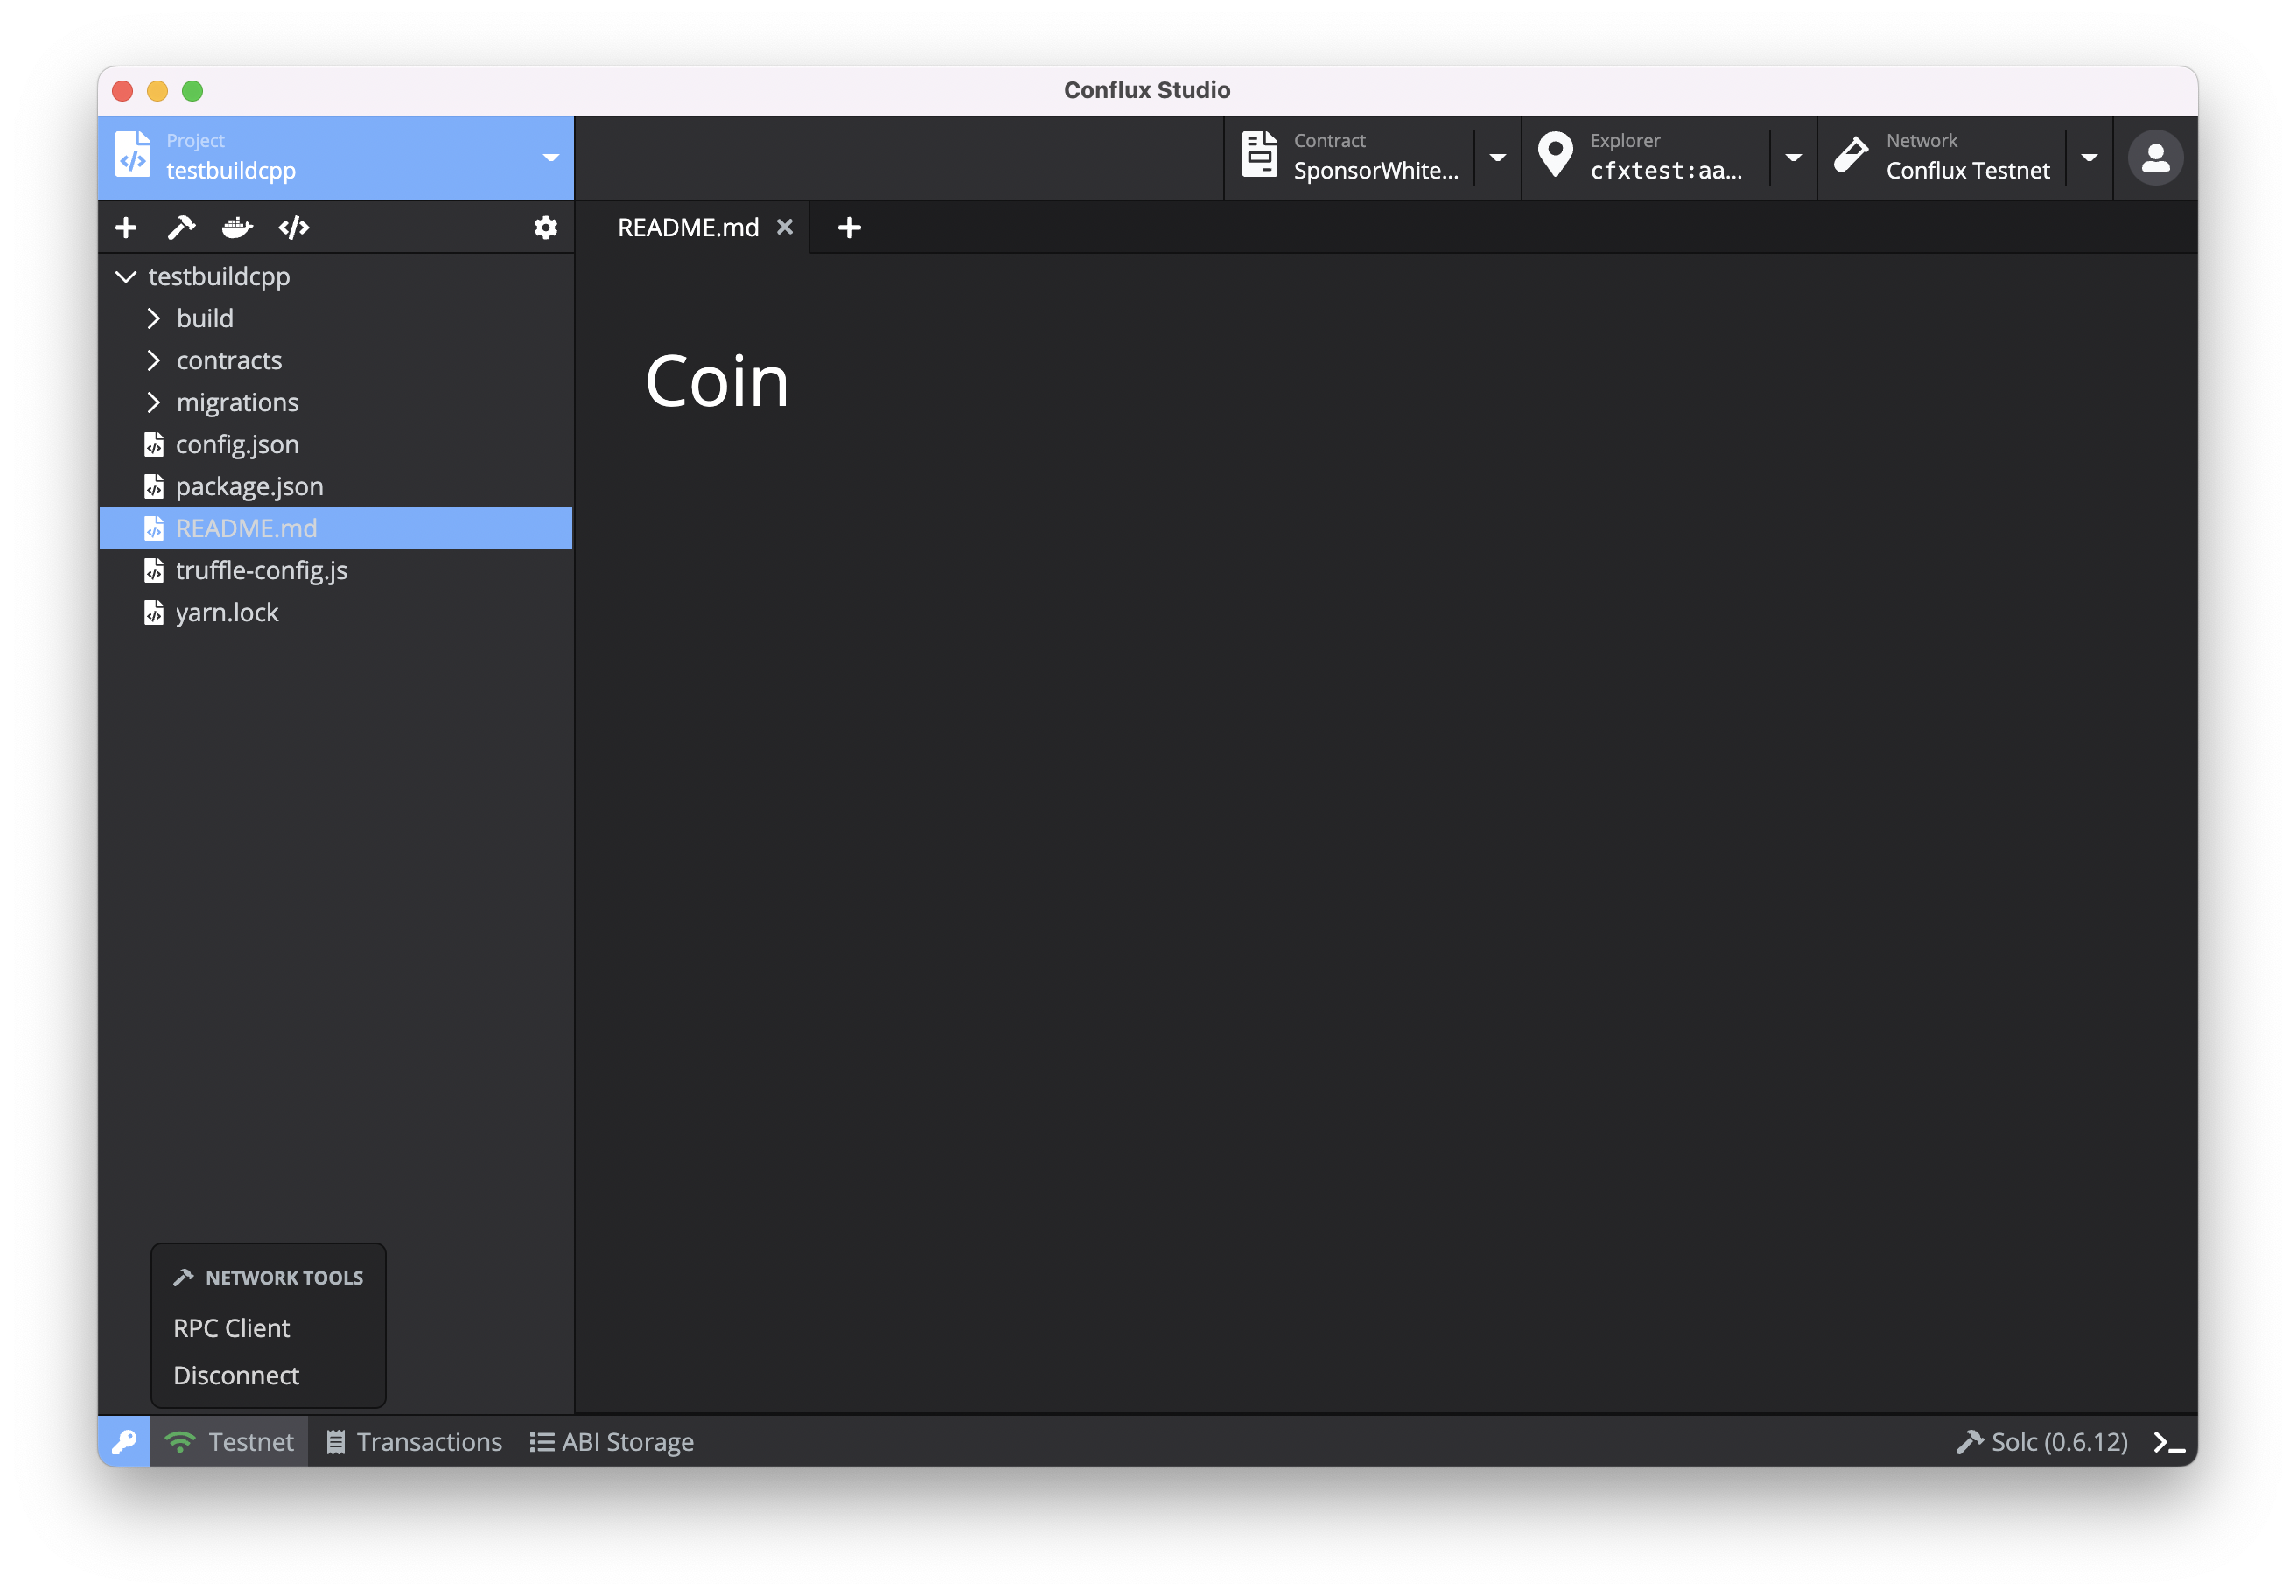 Conflux Studio
Project
testbuildcpp
Contract
SponsorWhite...
Explorer
cfxtest:aa...
Network
Conflux Testnet
README.md
testbuildcpp
build
contracts
migrations
config.json
package.json
README.md
truffle-config.js
yarn.lock
Coin
NETWORK TOOLS
RPC Client
Disconnect
Testnet
Transactions
ABI Storage
Solc (0.6.12)